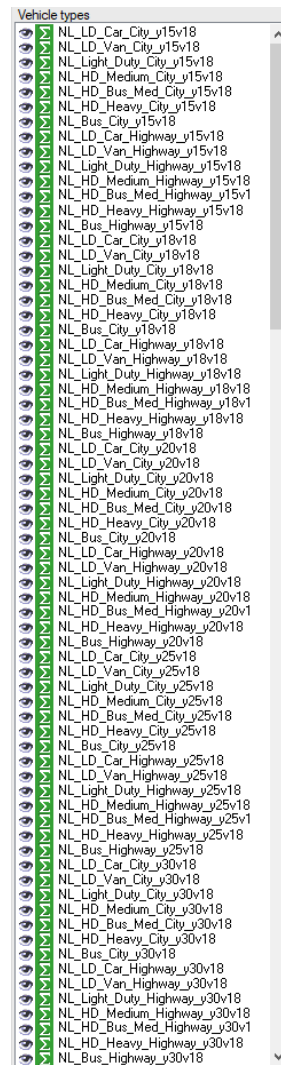 Vehicle types
NL_LD_Car_City_y15v18
NL_LD_Van_City_y15v18
NL_Light_Duty_City_y15v18
NL_HD_Medium_City_y15v18
NL_HD_Bus_Med_City_y15v18
NL_HD_Heavy_City_y15v18
NL_Bus_City_y15v18
NL_LD_Car_Highway_y15v18
NL_LD_Van_Highway_y15v18
NL_Light_Duty_Highway_y15v18
NL_HD_Medium_Highway_y15v18
NL_HD_Bus_Med_Highway_y15v1
NL_HD_Heavy_Highway_y15v18
NL_Bus_Highway_y15v18
NL_LD_Car_City_y18v18
NL_LD_Van_City_y18v18
NL_Light_Duty_City_y18v18
NL_HD_Medium_City_y18v18
NL_HD_Bus_Med_City_y18v18
NL_HD_Heavy_City_y18v18
NL_Bus_City_y18v18
NL_LD_Car_Highway_y18v18
NL_LD_Van_Highway_y18v18
NL_Light_Duty_Highway_y18v18
NL_HD_Medium_Highway_y18v18
NL_HD_Bus_Med_Highway_y18v1
NL_HD_Heavy_Highway_y18v18
NL_Bus_Highway_y18v18
NL_LD_Car_City_y20v18
NL_LD_Van_City_y20v18
NL_Light_Duty_City_y20v18
NL_HD_Medium_City_y20v18
NL_HD_Bus_Med_City_y20v18
NL_HD_Heavy_City_y20v18
NL_Bus_City_y20v18
NL_LD_Car_Highway_y20v18
NL_LD_Van_Highway_y20v18
NL_Light_Duty_Highway_y20v18
NL_HD_Medium_Highway_y20v18
NL_HD_Bus_Med_Highway_y20v1
NL_HD_Heavy_Highway_y20v18
NL_Bus_Highway_y20v18
NL_LD_Car_City_y25v18
NL_LD_Van_City_y25v18
NL_Light_Duty_City_y25v18
NL_HD_Medium_City_y25v18
NL_HD_Bus_Med_City_y25v18
NL_HD_Heavy_City_y25v18
NL_Bus_City_y25v18
NL_LD_Car_Highway_y25v18
NL_LD_Van_Highway_y25v18
NL_Light_Duty_Highway_y25v18
NL_HD_Medium_Highway_y25v18
NL_HD_Bus_Med_Highway_y25v1
NL_HD_Heavy_Highway_y25v18
NL_Bus_Highway_y25v18
NL_LD_Car_City_y30v18
NL_LD_Van_City_y30v18
NL_Light_Duty_City_y30v18
NL_HD_Medium_City_y30v18
NL_HD_Bus_Med_City_y30v18
NL_HD_Heavy_City_y30v18
NL_Bus_City_y30v18
NL_LD_Car_Highway_y30v18
NL_LD_Van_Highway_y30v18
NL_Light_Duty_Highway_y30v18
NL_HD_Medium_Highway_y30v18
NL_HD_Bus_Med_Highway_y30v1
NL_HD_Heavy_Highway_y30v18
NL_Bus_Highway_y30v18